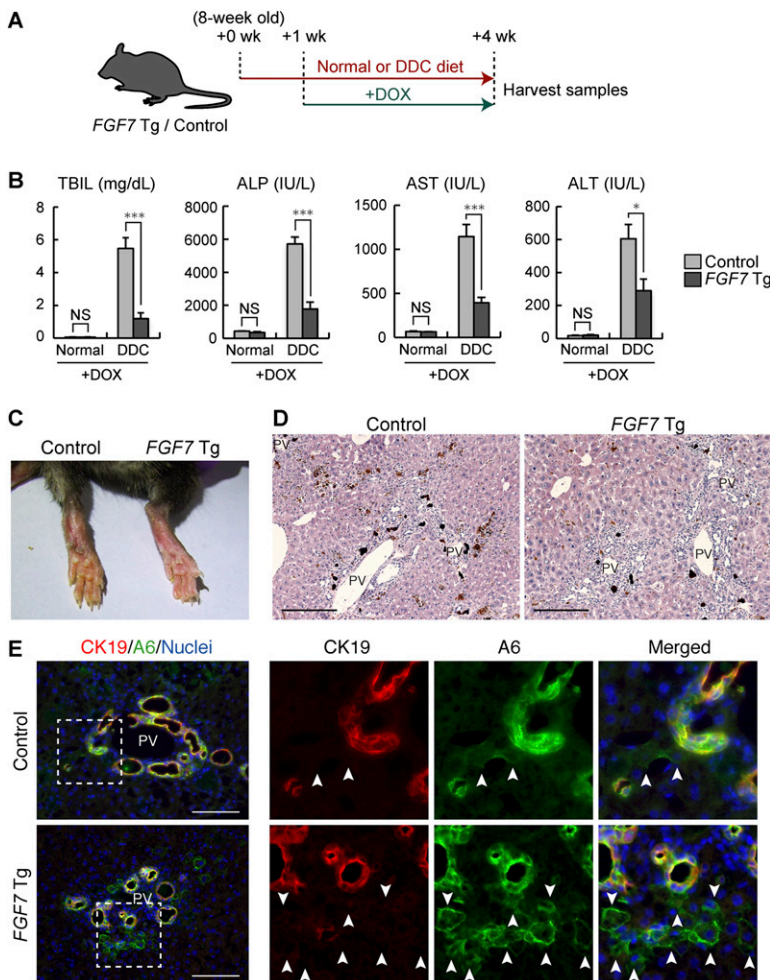 A
(8-week old)
+0 wk +1 wk +4 wk
Normal or DDC diet
+DOX
Harvest samples
FGF7 Tg / Control
B
TBIL (mg/dL) ALP (IU/L) AST (IU/L) ALT (IU/L)
6 8000 1500 800
*** *** *** *
6000 600
4 1000
4000 400
2 500
NS 2000 NS NS 200 NS
0 0 0 0
Normal DDC Normal DDC Normal DDC Normal DDC
+DOX +DOX +DOX +DOX
Control
FGF7 Tg
C
Control FGF7 Tg
D
Control FGF7 Tg
PV
PV
PV
PV
PV
PV
E
CK19/A6/Nuclei CK19 A6 Merged
Control
PV
FGF7 Tg
PV